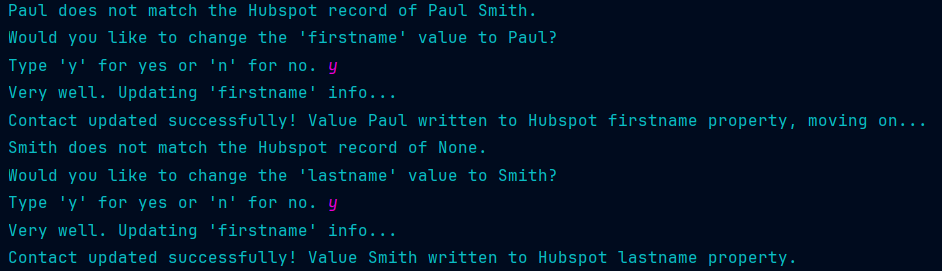 Paul does not match the Hubspot record of Paul Smith.
Would you like to change the 'firstname' value to Paul?
Type 'y' for yes or 'n' for no. y
Very well. Updating 'firstname' info...
Contact updated successfully! Value Paul written to Hubspot firstname property, moving on...
Smith does not match the Hubspot record of None.
Would you like to change the 'lastname' value to Smith?
Type 'y' for yes or 'n' for no. y
Very well. Updating 'firstname' info...
Contact updated successfully! Value Smith written to Hubspot lastname property.